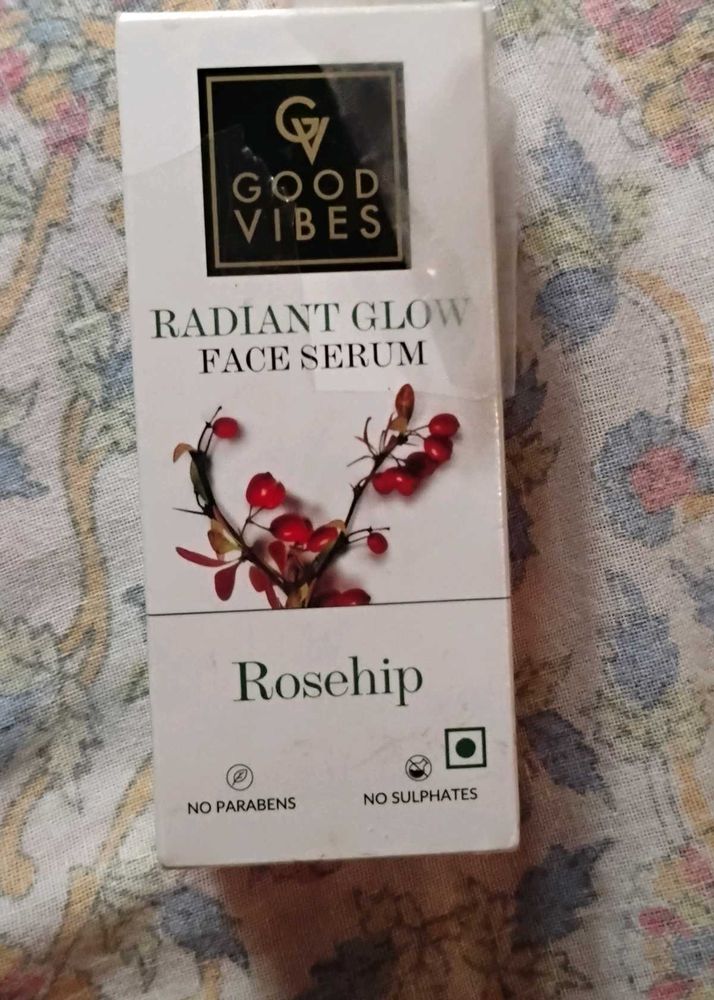 GV
GOOD
VIBES
RADIANT GLOW
FACE SERUM
Rosehip
NO PARABENS
NO SULPHATES